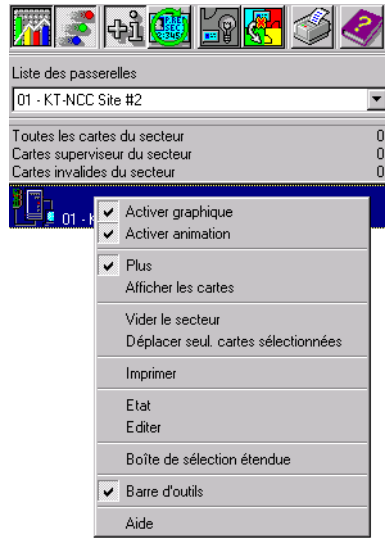 Liste des passerelles
01 - KT-NCC Site #2
Toutes les cartes du secteur 0
Cartes superviseur du secteur 0
Cartes invalides du secteur 0
01 - K
Activer graphique
Activer animation
Plus
Afficher les cartes
Vider le secteur
Déplacer seul. cartes sélectionnées
Imprimer
Etat
Editer
Boîte de sélection étendue
Barre d'outils
Aide